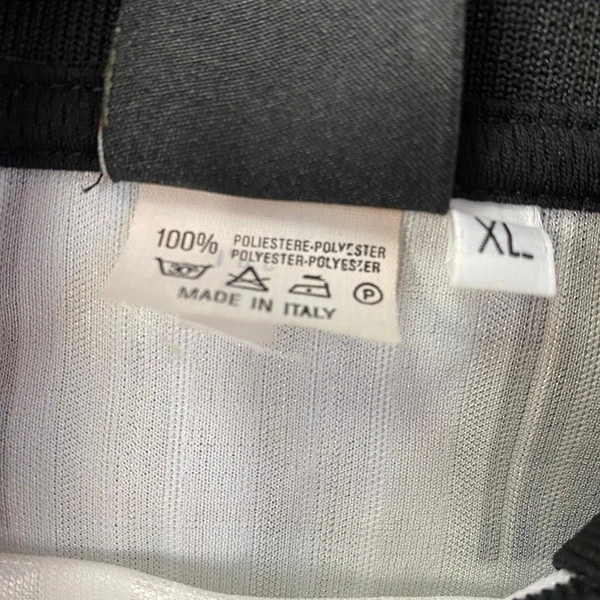 100% POLIESTERE-POLYESTER
POLYESTER-POLYESTER
30°
P
MADE IN ITALY
XL